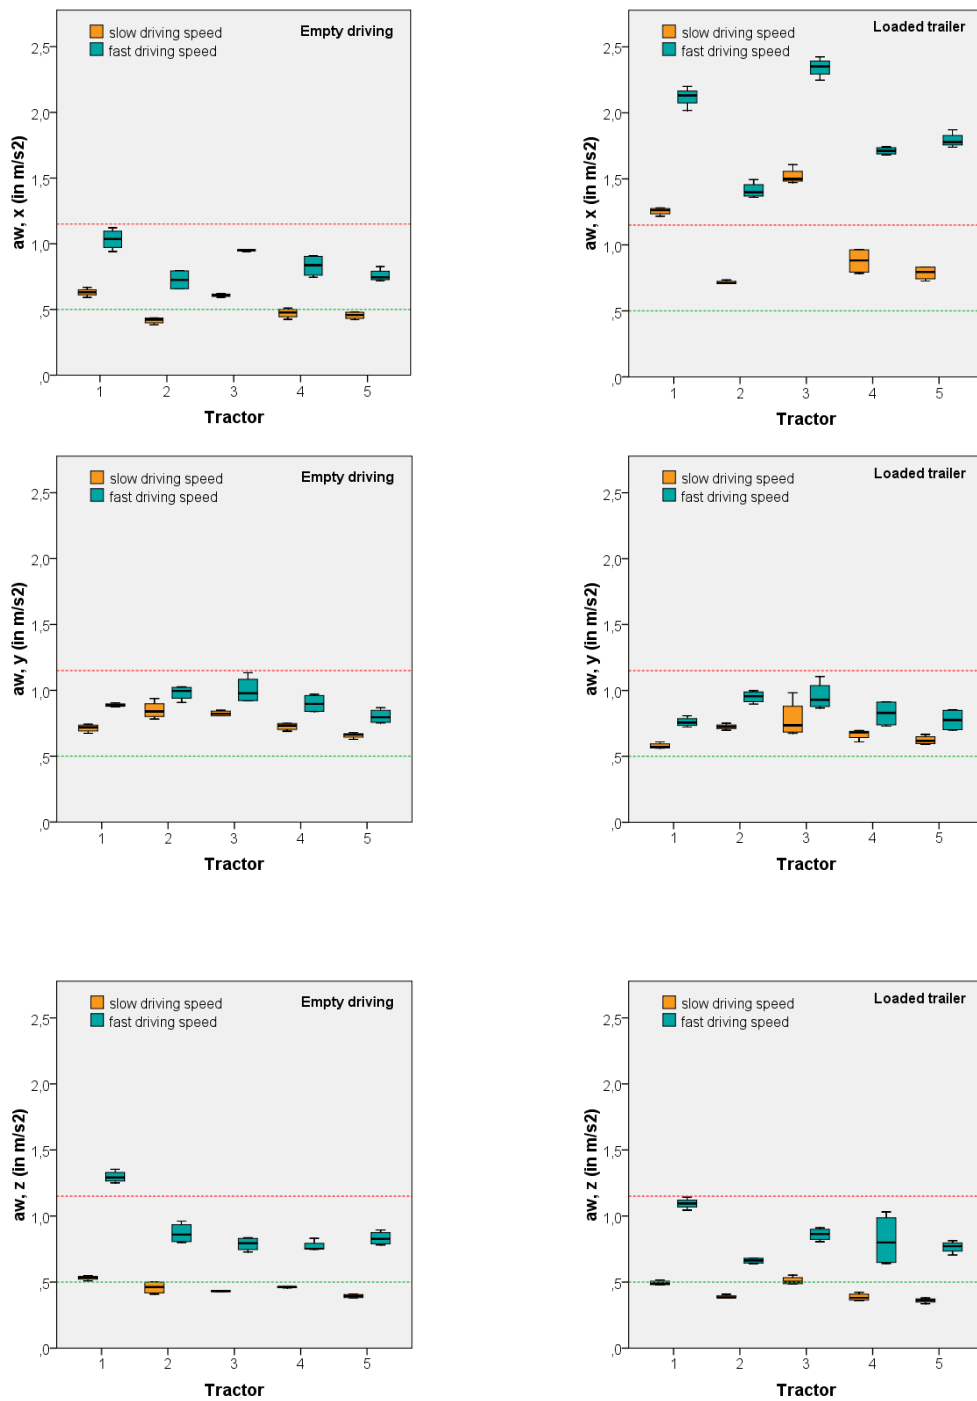 slow driving speed
fast driving speed
Empty driving
2,5
2,0
1,5
1,0
,5
,0
aw, x (in m/s2)
1 2 3 4 5
Tractor
slow driving speed
fast driving speed
Loaded trailer
2,5
2,0
1,5
1,0
,5
,0
aw, x (in m/s2)
1 2 3 4 5
Tractor
slow driving speed
fast driving speed
Empty driving
2,5
2,0
1,5
1,0
,5
,0
aw, y (in m/s2)
1 2 3 4 5
Tractor
slow driving speed
fast driving speed
Loaded trailer
2,5
2,0
1,5
1,0
,5
,0
aw, y (in m/s2)
1 2 3 4 5
Tractor
slow driving speed
fast driving speed
Empty driving
2,5
2,0
1,5
1,0
,5
,0
aw, z (in m/s2)
1 2 3 4 5
Tractor
slow driving speed
fast driving speed
Loaded trailer
2,5
2,0
1,5
1,0
,5
,0
aw, z (in m/s2)
1 2 3 4 5
Tractor